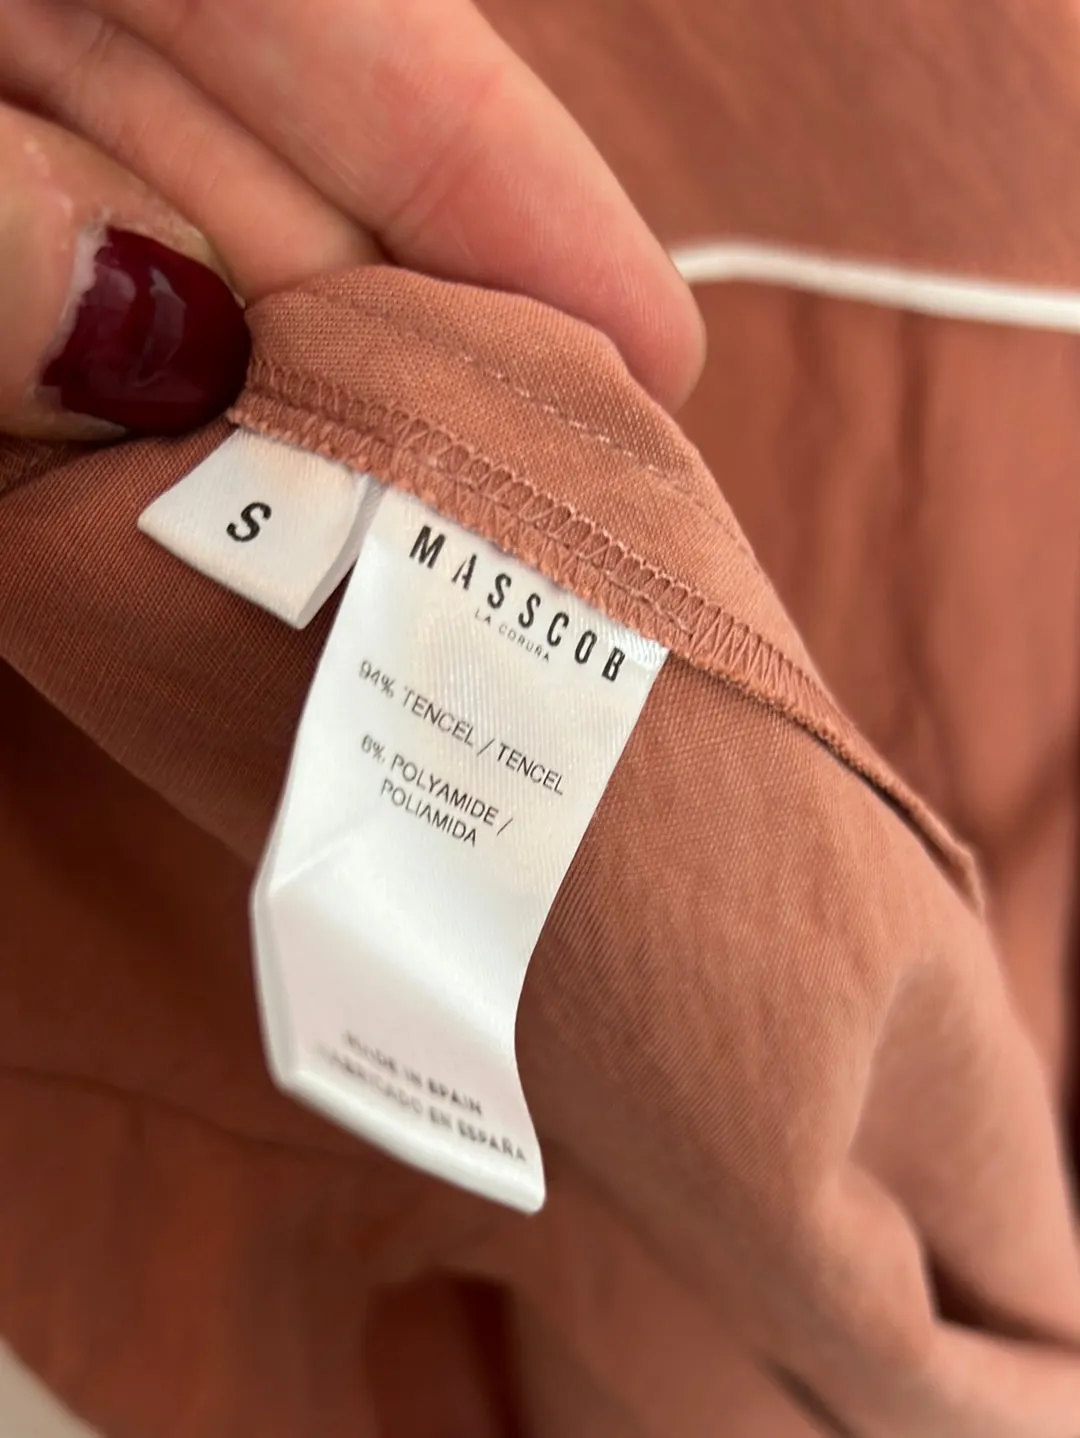 S
MASSCOB
LA CORUÑA
94% TENCEL / TENCEL
6% POLYAMIDE /
POLIAMIDA
MADE IN SPAIN
FABRICADO EN ESPAÑA